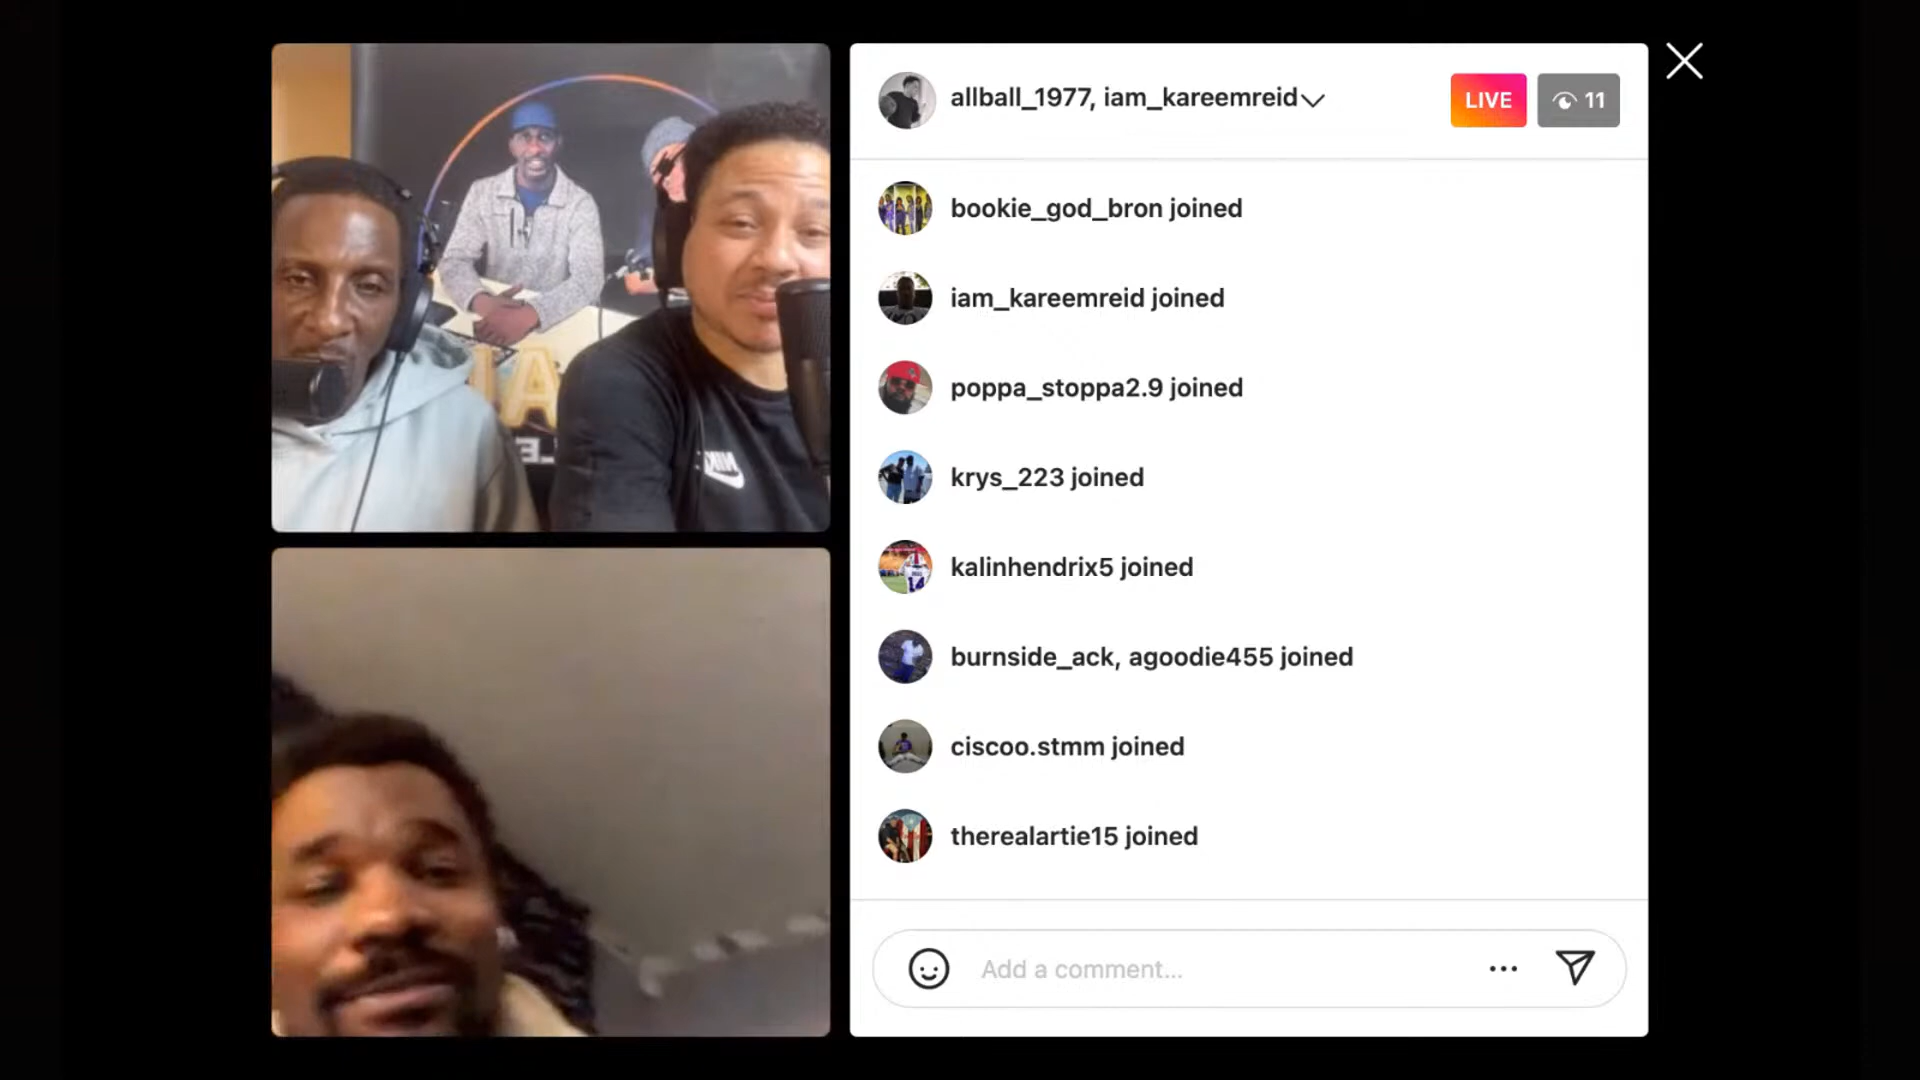 allball_1977, iam_kareemreid
LIVE
11
bookie_god_bron joined
iam_kareemreid joined
poppa_stoppa2.9 joined
krys_223 joined
kalinhendrix5 joined
burnside_ack, agoodie455 joined
ciscoo.stmm joined
therealartie15 joined
Add a comment...